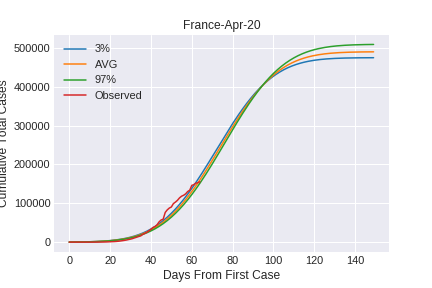 France-Apr-20
500000
400000
300000
200000
100000
0
3%
AVG
97%
Observed
Cumulative Total Cases
0 20 40 60 80 100 120 140
Days From First Case